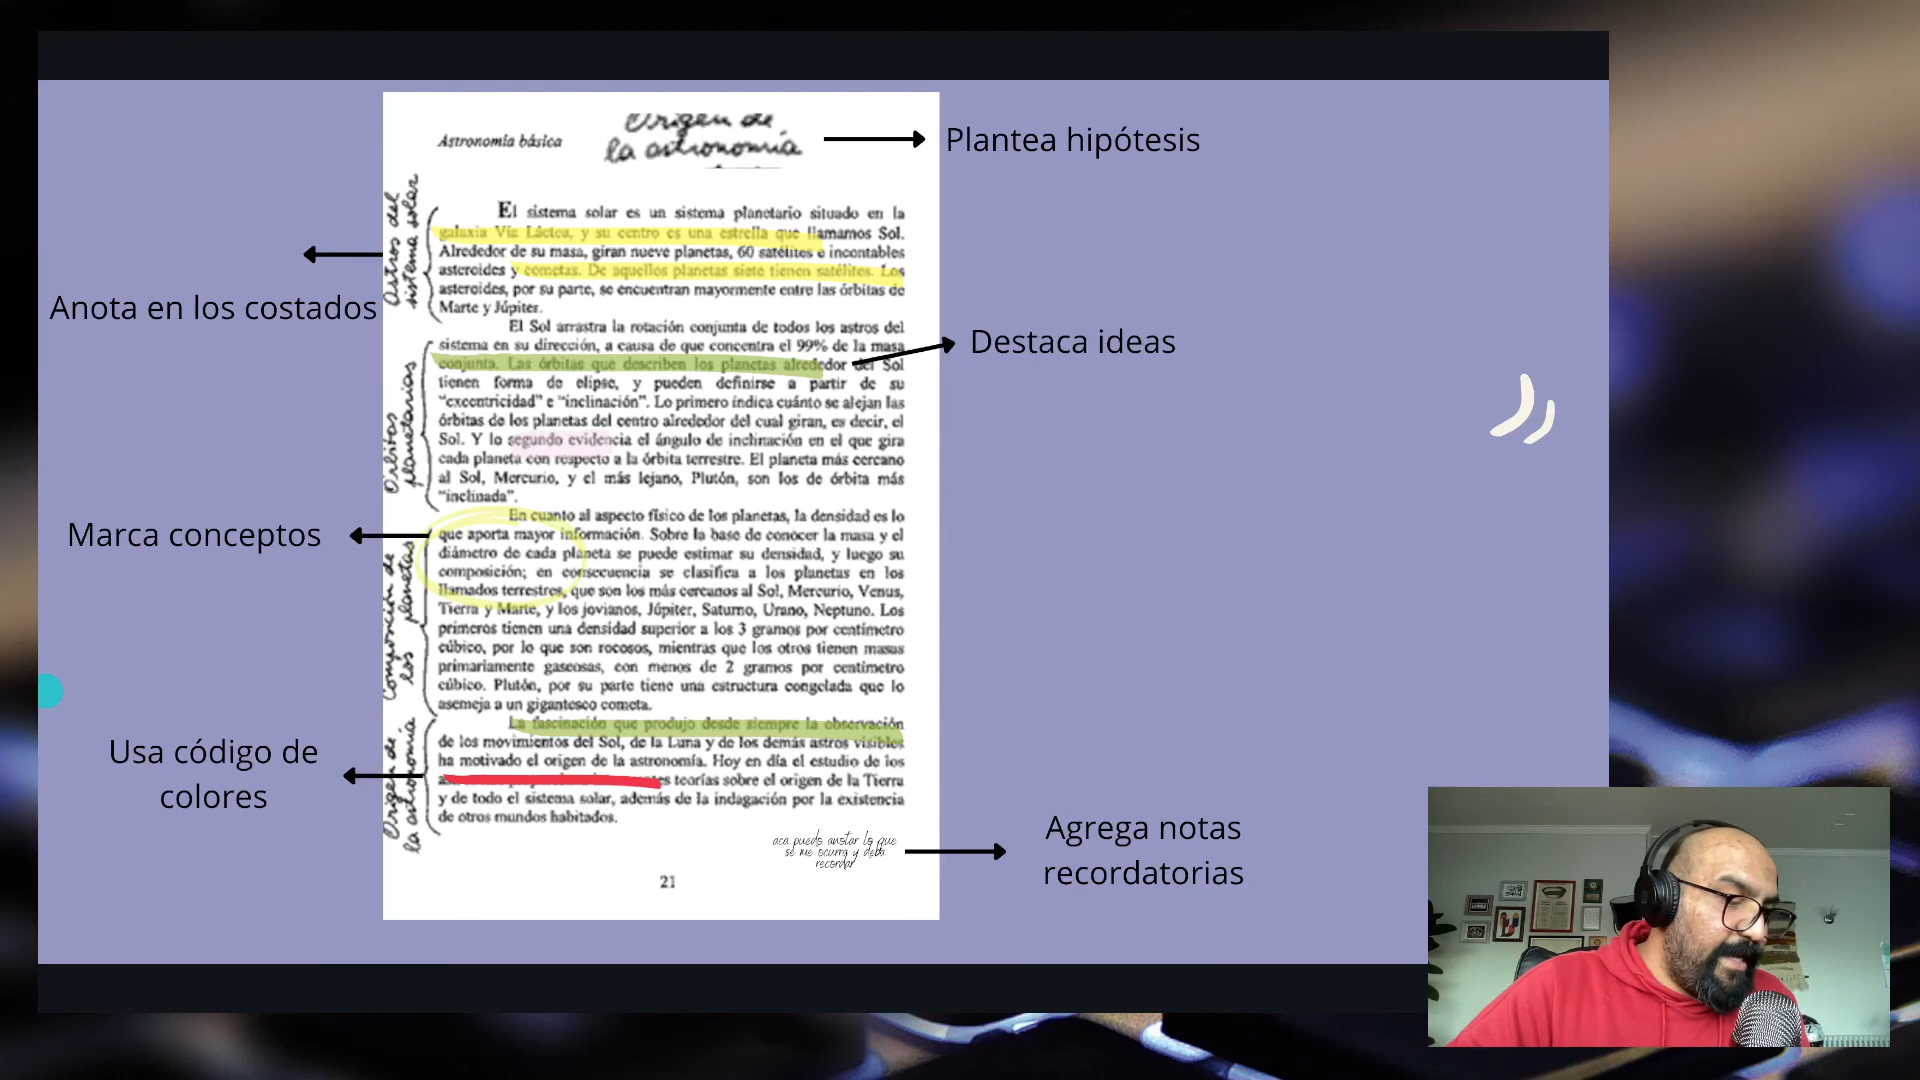 Astronomía básica
Origen de
la astronomía
Plantea hipótesis
Astros del
sistema solar
El sistema solar es un sistema planetario situado en la
galaxia Vía Láctea, y su centro es una estrella que llamamos Sol.
Alrededor de su masa, giran nueve planetas, 60 satélites e incontables
asteroides y cometas. De aquellos planetas siete tienen satélites. Los
asteroides, por su parte, se encuentran mayormente entre las órbitas de
Marte y Júpiter.
Anota en los costados
El Sol arrastra la rotación conjunta de todos los astros del
sistema en su dirección, a causa de que concentra el 99% de la masa
conjunta. Las órbitas que describen los planetas alrededor del Sol
tienen forma de elipse, y pueden definirse a partir de su
“excentricidad” e “inclinación”. Lo primero indica cuánto se alejan las
órbitas de los planetas del centro alrededor del cual giran, es decir, el
Sol. Y lo segundo evidencia el ángulo de inclinación en el que gira
cada planeta con respecto a la órbita terrestre. El planeta más cercano
al Sol, Mercurio, y el más lejano, Plutón, son los de órbita más
“inclinada”.
Destaca ideas
Órbitas
planetarias
En cuanto al aspecto físico de los planetas, la densidad es lo
que aporta mayor información. Sobre la base de conocer la masa y el
diámetro de cada planeta se puede estimar su densidad, y luego su
composición; en consecuencia se clasifica a los planetas en los
llamados terrestres, que son los más cercanos al Sol, Mercurio, Venus,
Tierra y Marte, y los jovianos, Júpiter, Saturno, Urano, Neptuno. Los
primeros tienen una densidad superior a los 3 gramos por centímetro
cúbico, por lo que son rocosos, mientras que los otros tienen masas
primariamente gaseosas, con menos de 2 gramos por centímetro
cúbico. Plutón, por su parte tiene una estructura congelada que lo
asemeja a un gigantesco cometa.
Marca conceptos
Composición de
los planetas
La fascinación que produjo desde siempre la observación
de los movimientos del Sol, de la Luna y de los demás astros visibles
ha motivado el origen de la astronomía. Hoy en día el estudio de los
teorías sobre el origen de la Tierra
y de todo el sistema solar, además de la indagación por la existencia
de otros mundos habitados.
Usa código de
colores
Origen de
la astronomía
aca puedo anotar lo que
se me ocurra y deba
recordar
Agrega notas
recordatorias
21